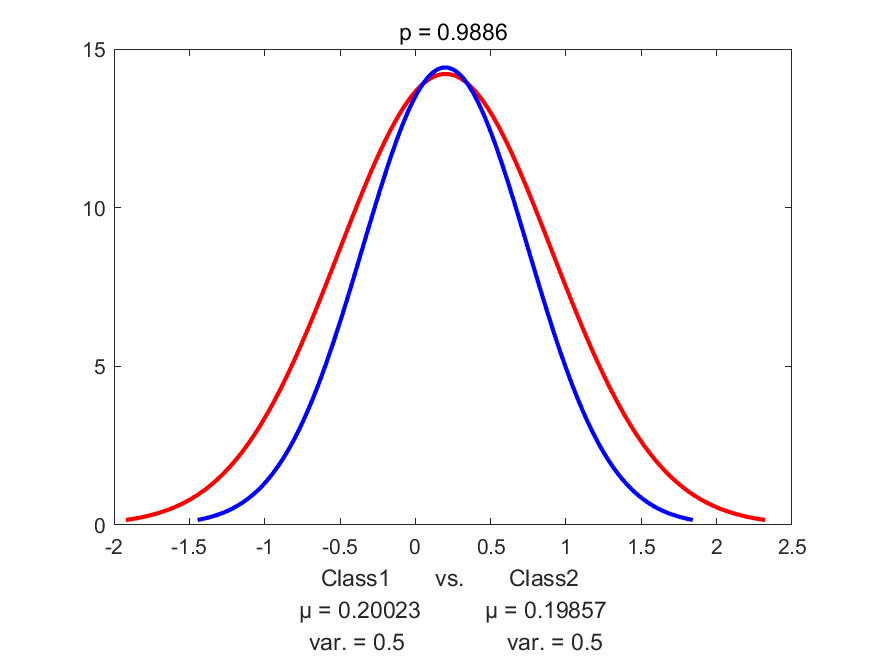 p = 0.9886
15
10
5
0
-2 -1.5 -1 -0.5 0 0.5 1 1.5 2 2.5
Class1 vs. Class2
μ = 0.20023 μ = 0.19857
var. = 0.5 var. = 0.5